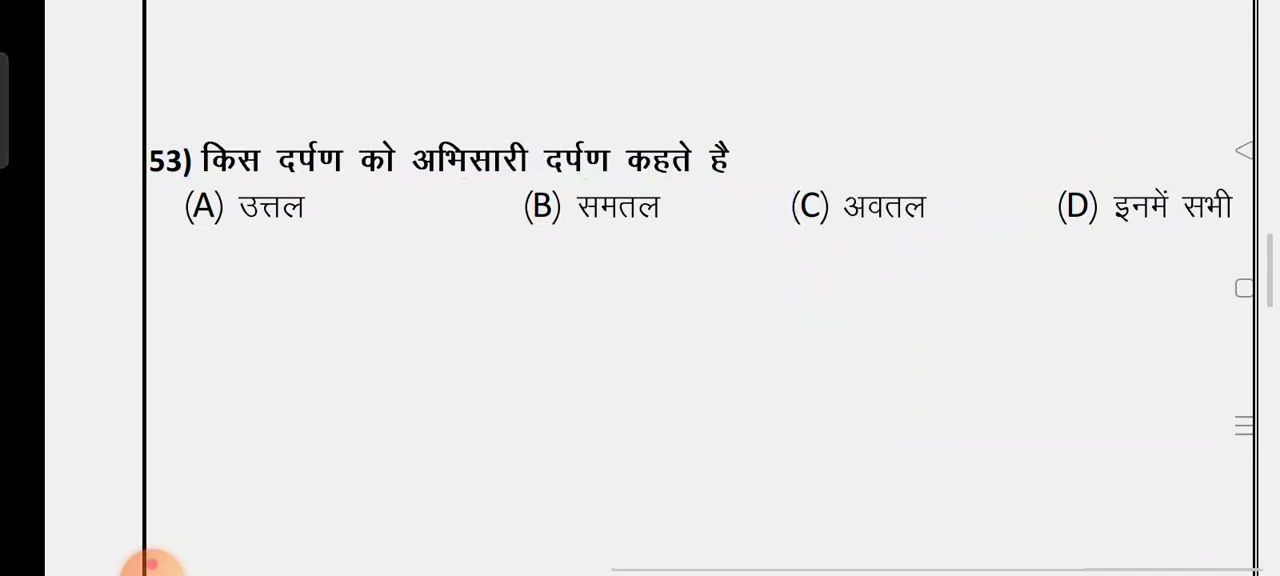 53) किस दर्पण को अभिसारी दर्पण कहते है
(A) उत्तल (B) समतल (C) अवतल (D) इनमें सभी